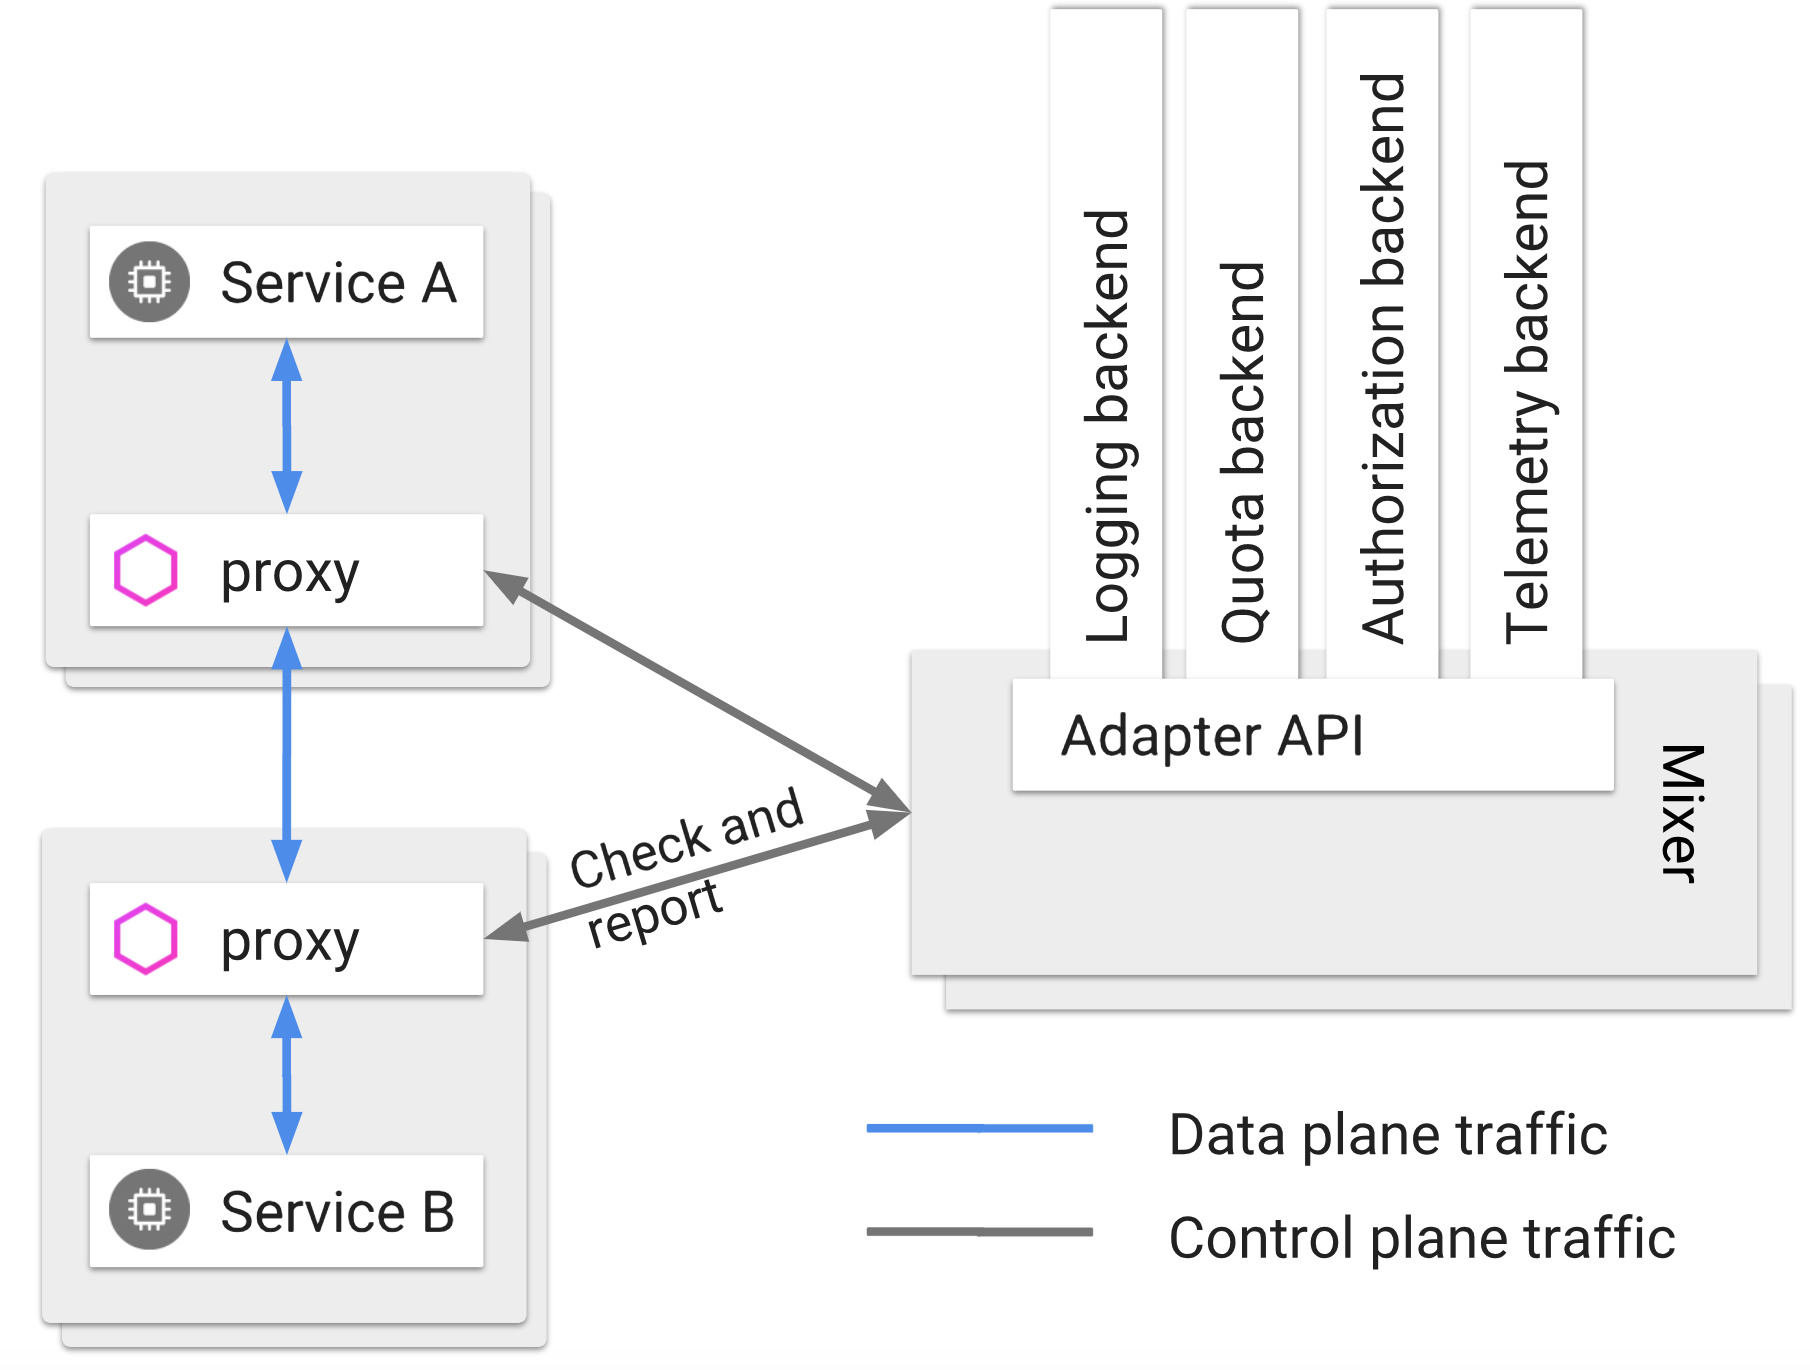 Service A
proxy
proxy
Service B
Check and
report
Logging backend
Quota backend
Authorization backend
Telemetry backend
Adapter API
Mixer
Data plane traffic
Control plane traffic